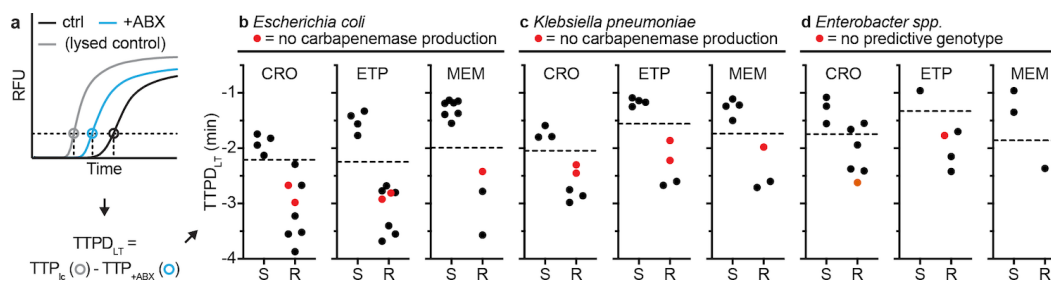 a
ctrl
+ABX
(lysed control)
RFU
Time
TTPD_LT =
TTP_lc ( ) - TTP_+ABX ( )
b Escherichia coli
= no carbapenemase production
CRO ETP MEM
TTPD_LT (min)
-1
-2
-3
-4
S R S R S R
c Klebsiella pneumoniae
= no carbapenemase production
CRO ETP MEM
S R S R S R
d Enterobacter spp.
= no predictive genotype
CRO ETP MEM
S R S R S R